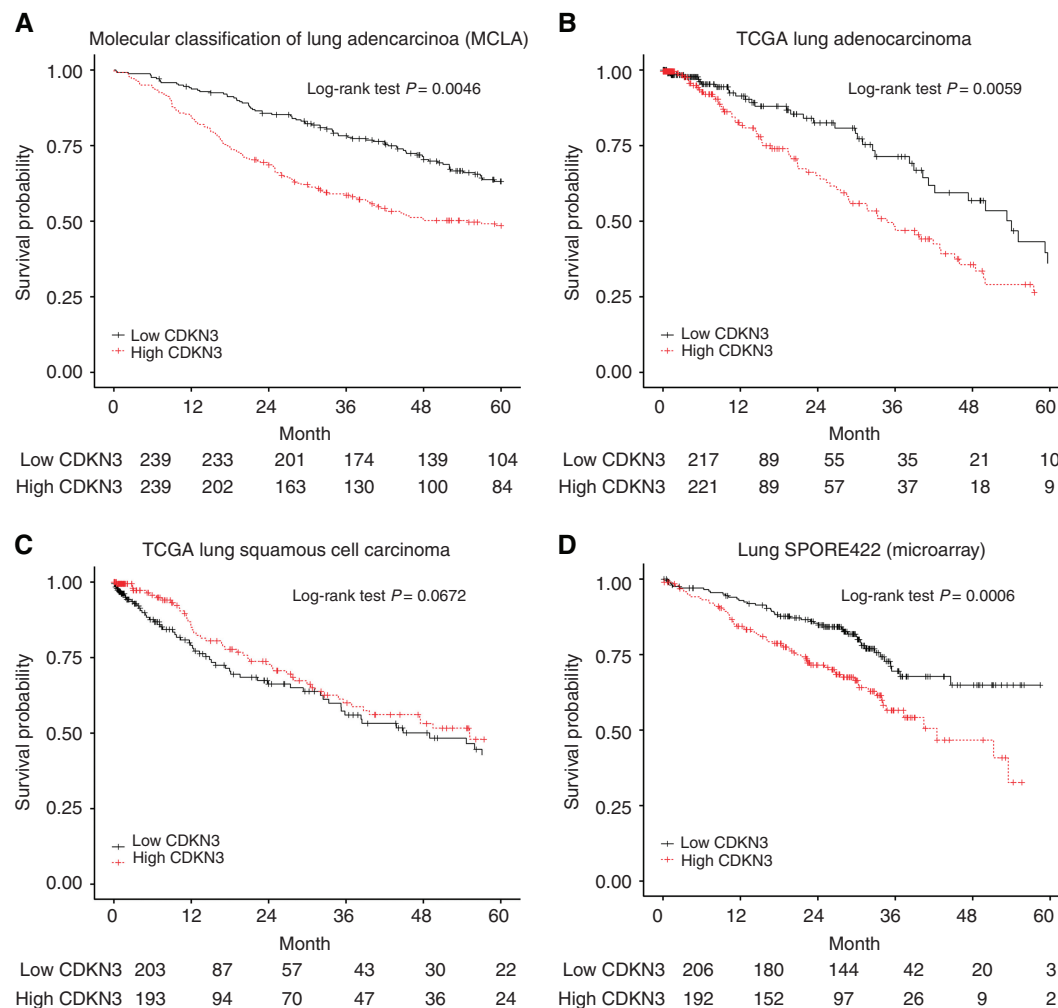 A
Molecular classification of lung adencarcinoa (MCLA)
Log-rank test P = 0.0046
Survival probability
1.00
0.75
0.50
0.25
0.00
Low CDKN3
High CDKN3
0 12 24 36 48 60
Month
Low CDKN3 239 233 201 174 139 104
High CDKN3 239 202 163 130 100 84
B
TCGA lung adenocarcinoma
Log-rank test P = 0.0059
Survival probability
1.00
0.75
0.50
0.25
0.00
Low CDKN3
High CDKN3
0 12 24 36 48 60
Month
Low CDKN3 217 89 55 35 21 10
High CDKN3 221 89 57 37 18 9
C
TCGA lung squamous cell carcinoma
Log-rank test P = 0.0672
Survival probability
1.00
0.75
0.50
0.25
0.00
Low CDKN3
High CDKN3
0 12 24 36 48 60
Month
Low CDKN3 203 87 57 43 30 22
High CDKN3 193 94 70 47 36 24
D
Lung SPORE422 (microarray)
Log-rank test P = 0.0006
Survival probability
1.00
0.75
0.50
0.25
0.00
Low CDKN3
High CDKN3
0 12 24 36 48 60
Month
Low CDKN3 206 180 144 42 20 3
High CDKN3 192 152 97 26 9 2